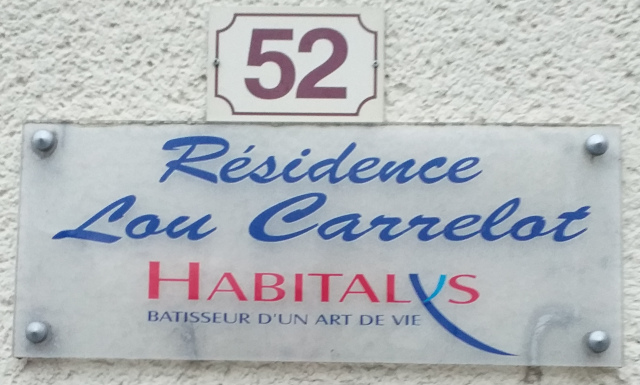 52
Résidence
Lou Carrelot
HABITALYS
BATISSEUR D'UN ART DE VIE